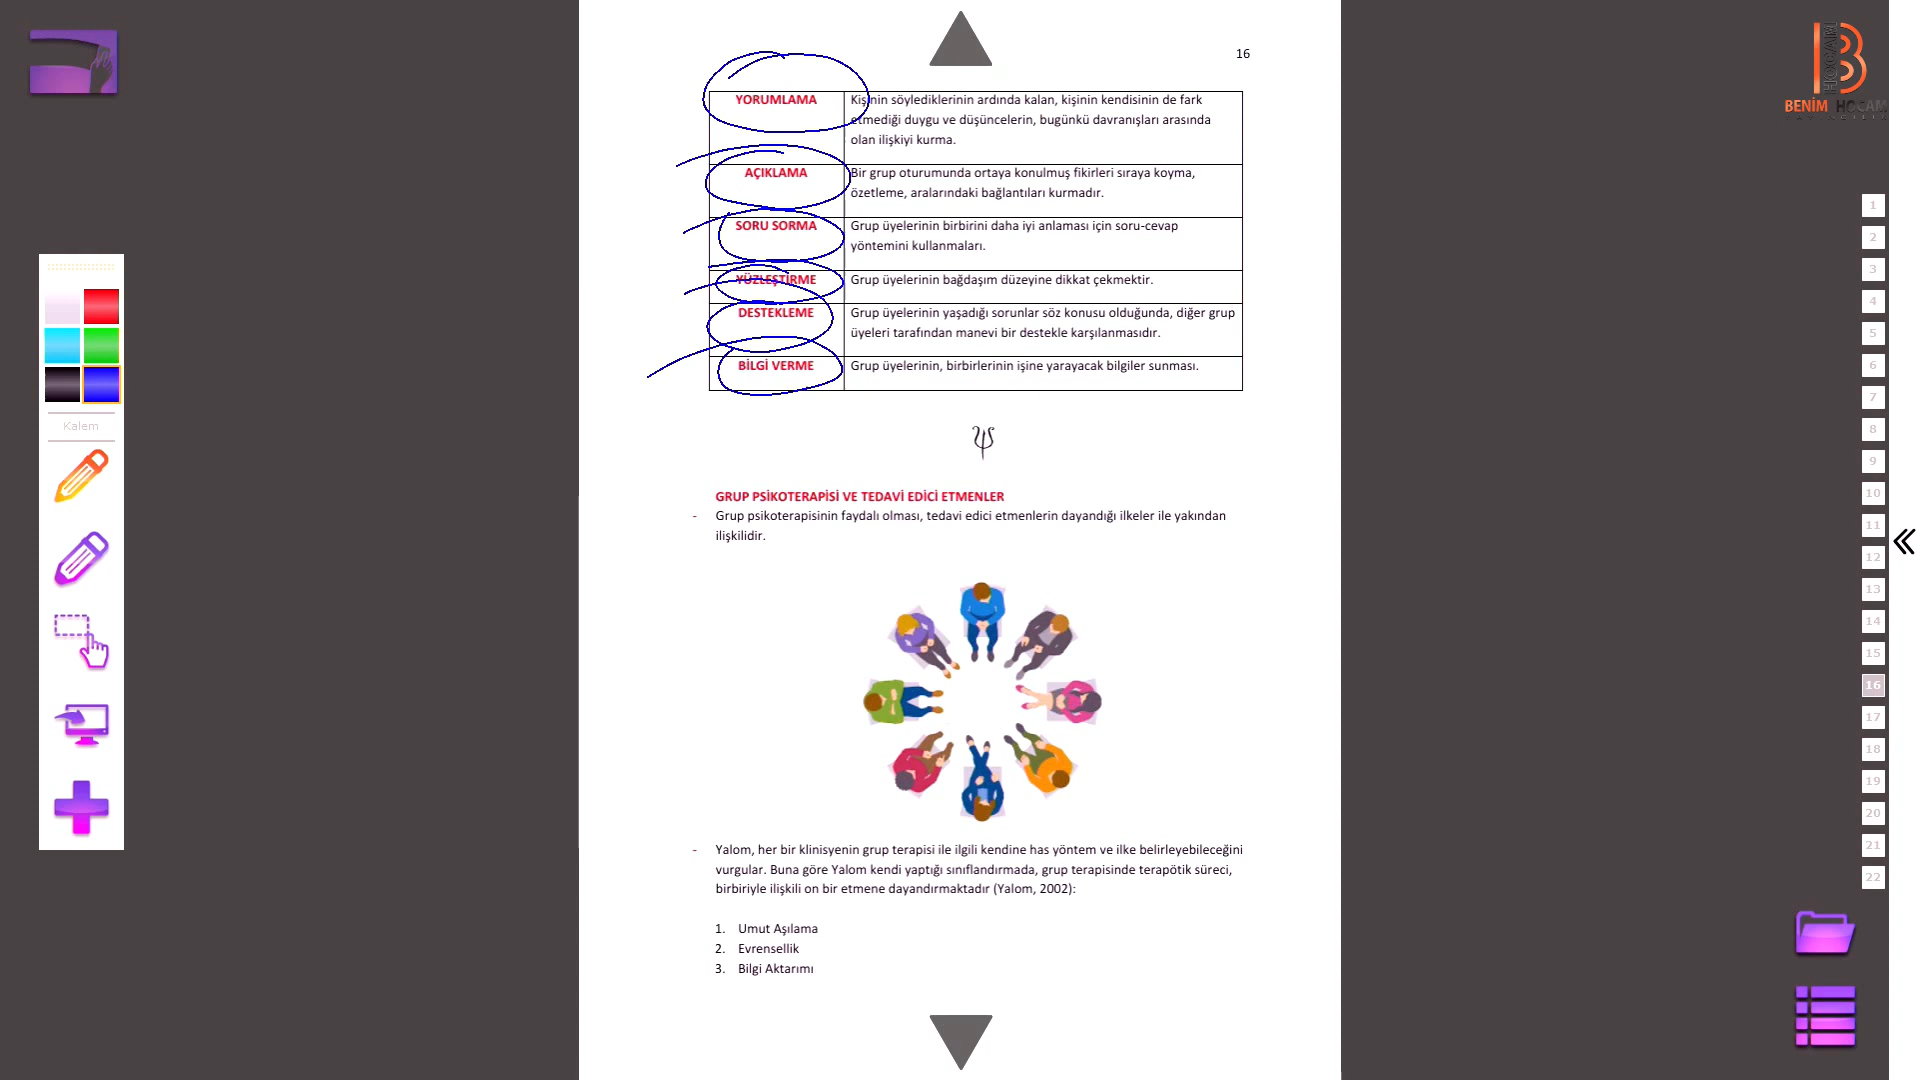 16
YORUMLAMA
Kişinin söylediklerinin ardında kalan, kişinin kendisinin de fark
etmediği duygu ve düşüncelerin, bugünkü davranışları arasında
olan ilişkiyi kurma.
AÇIKLAMA
Bir grup oturumunda ortaya konulmuş fikirleri sıraya koyma,
özetleme, aralarındaki bağlantıları kurmadır.
SORU SORMA
Grup üyelerinin birbirini daha iyi anlaması için soru-cevap
yöntemini kullanmaları.
YÜZLEŞTİRME
Grup üyelerinin bağdaşım düzeyine dikkat çekmektir.
DESTEKLEME
Grup üyelerinin yaşadığı sorunlar söz konusu olduğunda, diğer grup
üyeleri tarafından manevi bir destekle karşılanmasıdır.
BİLGİ VERME
Grup üyelerinin, birbirlerinin işine yarayacak bilgiler sunması.
GRUP PSİKOTERAPİSİ VE TEDAVİ EDİCİ ETMENLER
- Grup psikoterapisinin faydalı olması, tedavi edici etmenlerin dayandığı ilkeler ile yakından
ilişkilidir.
- Yalom, her bir klinisyenin grup terapisi ile ilgili kendine has yöntem ve ilke belirleyebileceğini
vurgular. Buna göre Yalom kendi yaptığı sınıflandırmada, grup terapisinde terapötik süreci,
birbiriyle ilişkili on bir etmene dayandırmaktadır (Yalom, 2002):
1. Umut Aşılama
2. Evrensellik
3. Bilgi Aktarımı
Kalem
HOCAM
BENİM HOCAM
YAYINCILIK
1
2
3
4
5
6
7
8
9
10
11
12
13
14
15
16
17
18
19
20
21
22